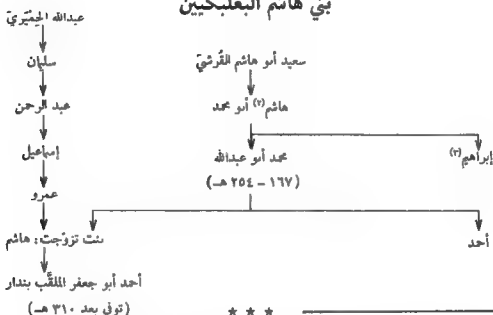 بني هاشم البعلبكيين
عبدالله الحِمْيَريّ
سليمان
سعيد أبو هاشم القُرشيّ
عبد الرحمن
هاشم(٢) أبو محمد
إسماعيل
محمد أبو عبدالله
إبراهيم(٣)
(١٦٧ - ٢٥٤ هـ)
عمرو
أحمد
بنت تزوّجت: هاشم
أحمد أبو جعفر الملقَّب بندار
(توفي بعد ٣١٠ هـ)
* * *